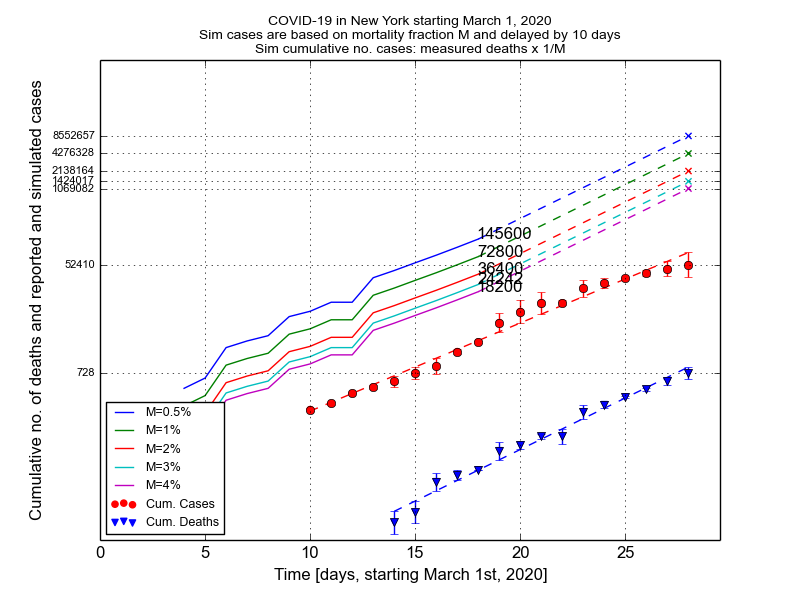 COVID-19 in New York starting March 1, 2020
Sim cases are based on mortality fraction M and delayed by 10 days
Sim cumulative no. cases: measured deaths x 1/M
Cumulative no. of deaths and reported and simulated cases
8552657
4276328
2138164
1424017
1069082
52410
728
145600
72800
36400
24242
18200
M=0.5%
M=1%
M=2%
M=3%
M=4%
Cum. Cases
Cum. Deaths
0 5 10 15 20 25
Time [days, starting March 1st, 2020]